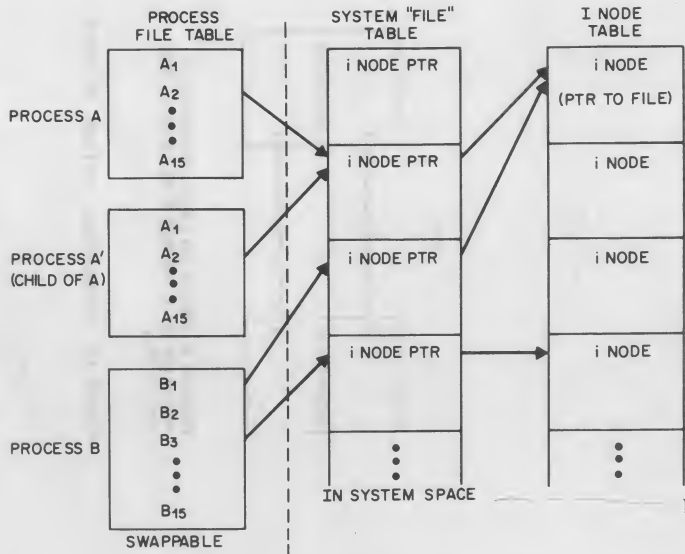 PROCESS
FILE TABLE
SYSTEM "FILE"
TABLE
I NODE
TABLE
PROCESS A
A1
A2
•
•
•
A15
PROCESS A'
(CHILD OF A)
A1
A2
•
•
•
A15
PROCESS B
B1
B2
B3
•
•
•
B15
SWAPPABLE
i NODE PTR
i NODE PTR
i NODE PTR
i NODE PTR
•
•
•
IN SYSTEM SPACE
i NODE
(PTR TO FILE)
i NODE
i NODE
i NODE
•
•
•